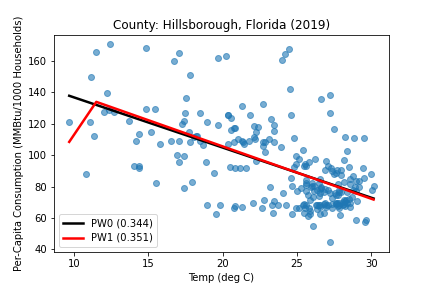 County: Hillsborough, Florida (2019)
Per-Capita Consumption (MMBtu/1000 Households)
160
140
120
100
80
60
40
PW0 (0.344)
PW1 (0.351)
10 15 20 25 30
Temp (deg C)